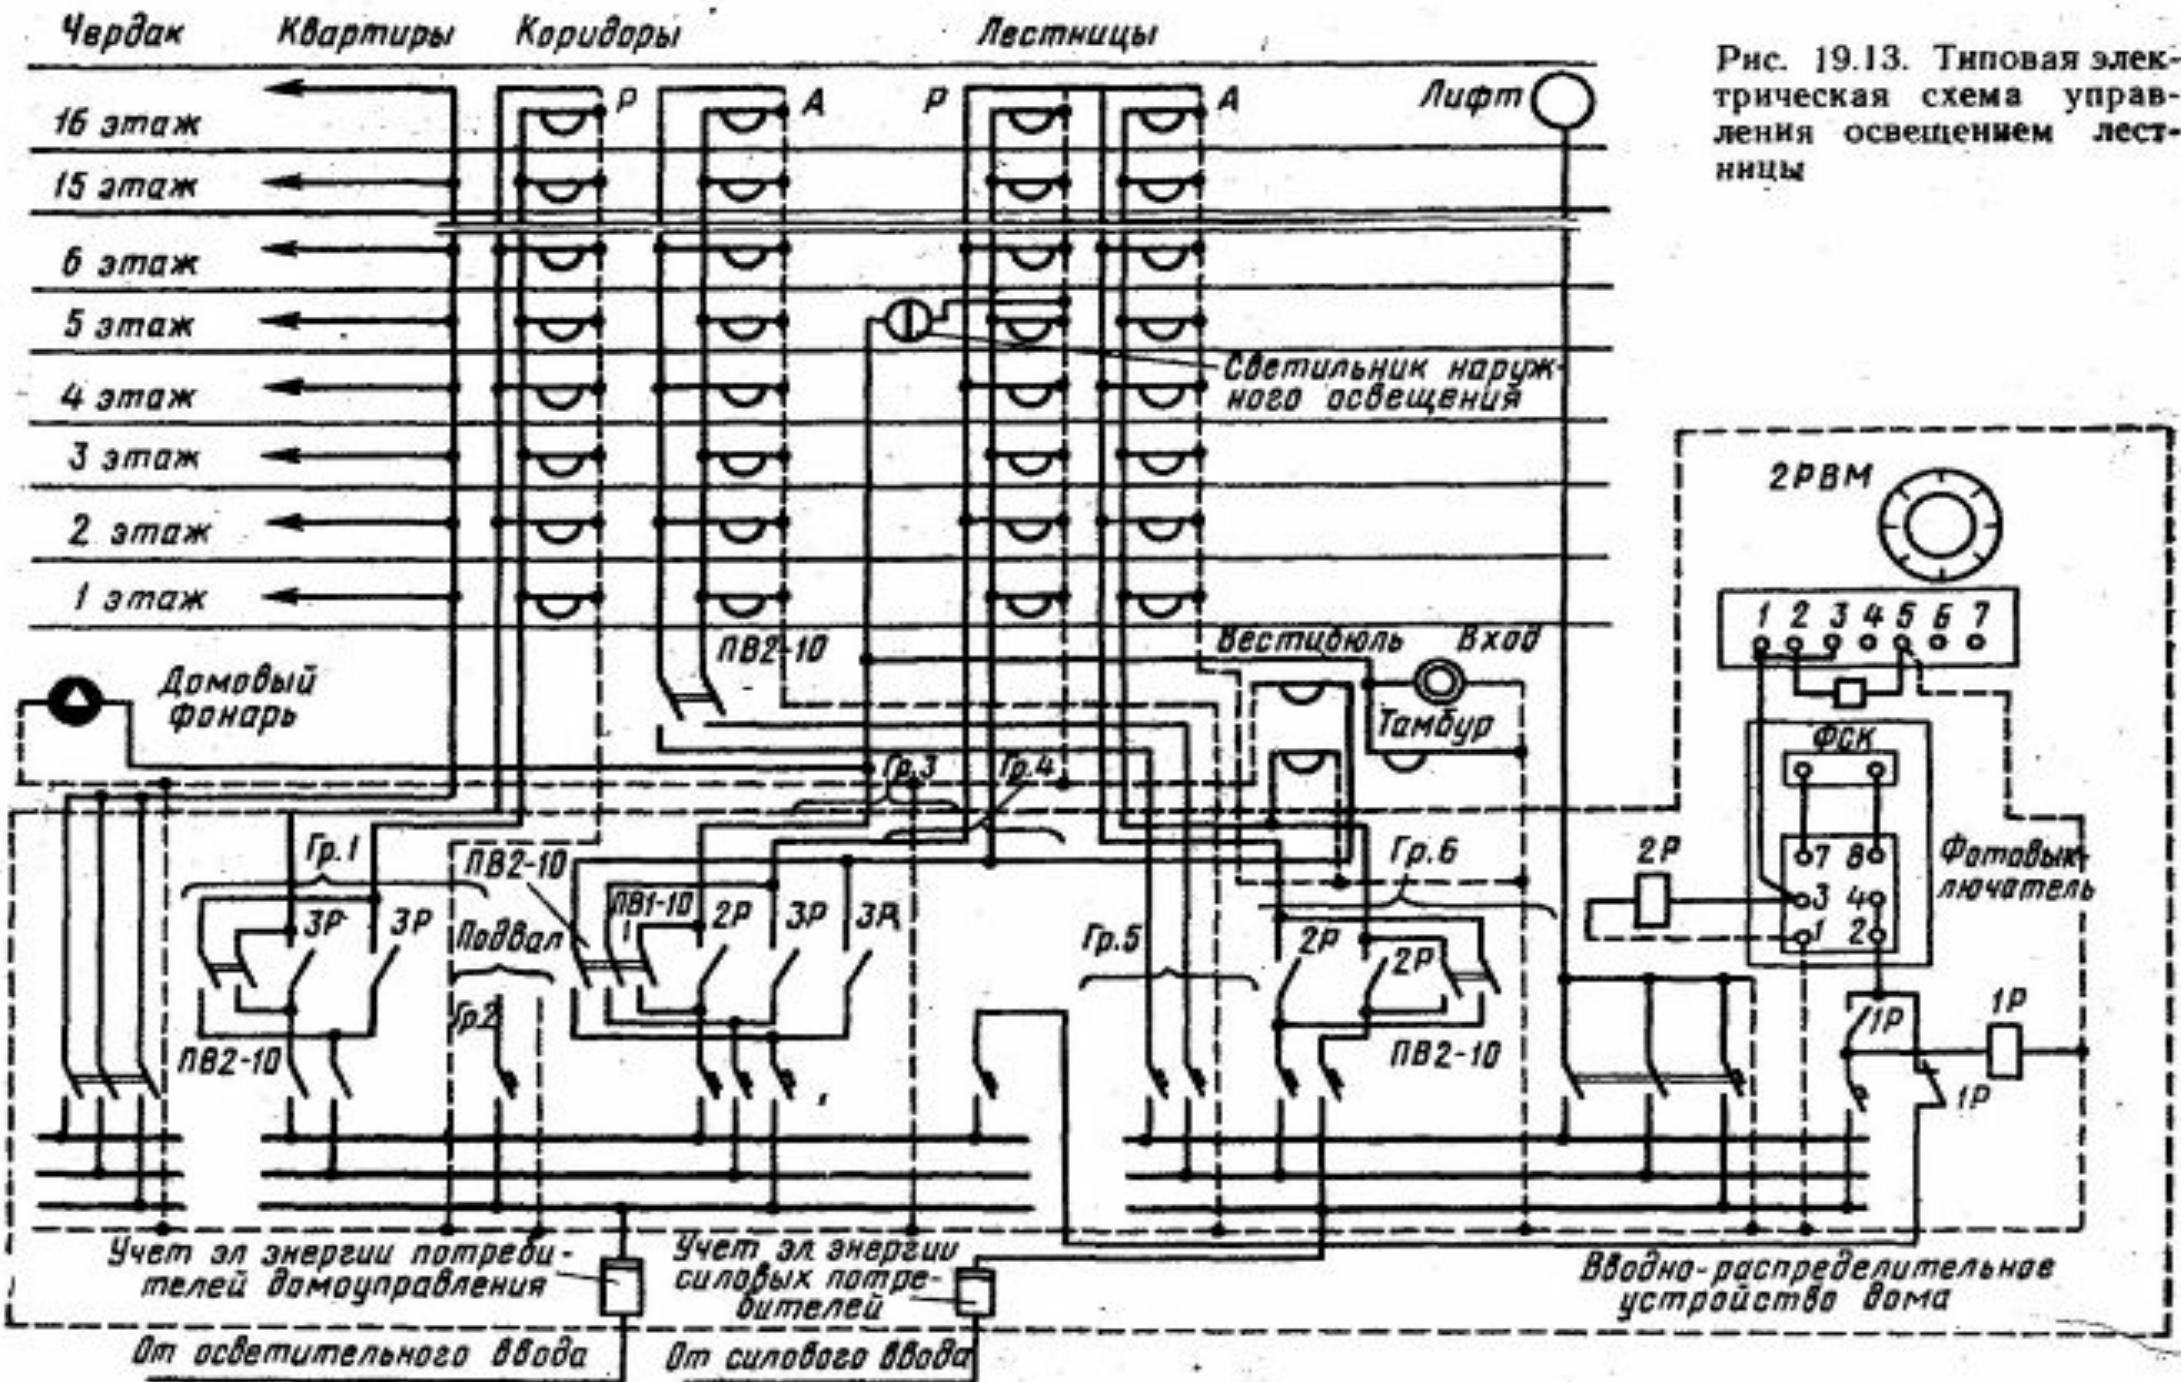 Чердак Квартиры Коридоры Лестницы
Рис. 19.13. Типовая элек-
трическая схема управ-
ления освещением лест-
ницы
Р А Р А Лифт
16 этаж
15 этаж
6 этаж
5 этаж
Светильник наруж-
ного освещения
4 этаж
3 этаж
2 этаж
1 этаж
2РВМ
1 2 3 4 5 6 7
ПВ2-10
Вестибюль Вход
Домовый
фонарь
Тамбур
ФСК
Гр.3 Гр.4
Гр.1
ПВ2-10
Гр.6
2Р
7 8
Фотовык-
лючатель
3 4
1 2
3Р 3Р
Подвал
ПВ1-10
2Р 3Р 3Р
Гр.5
2Р 2Р
Гр.2
ПВ2-10
ПВ2-10
1Р
1Р
1Р
Учет эл энергии потреби-
телей домоуправления
Учет эл энергии
силовых потре-
бителей
Вводно-распределительное
устройство дома
От осветительного ввода
От силового ввода